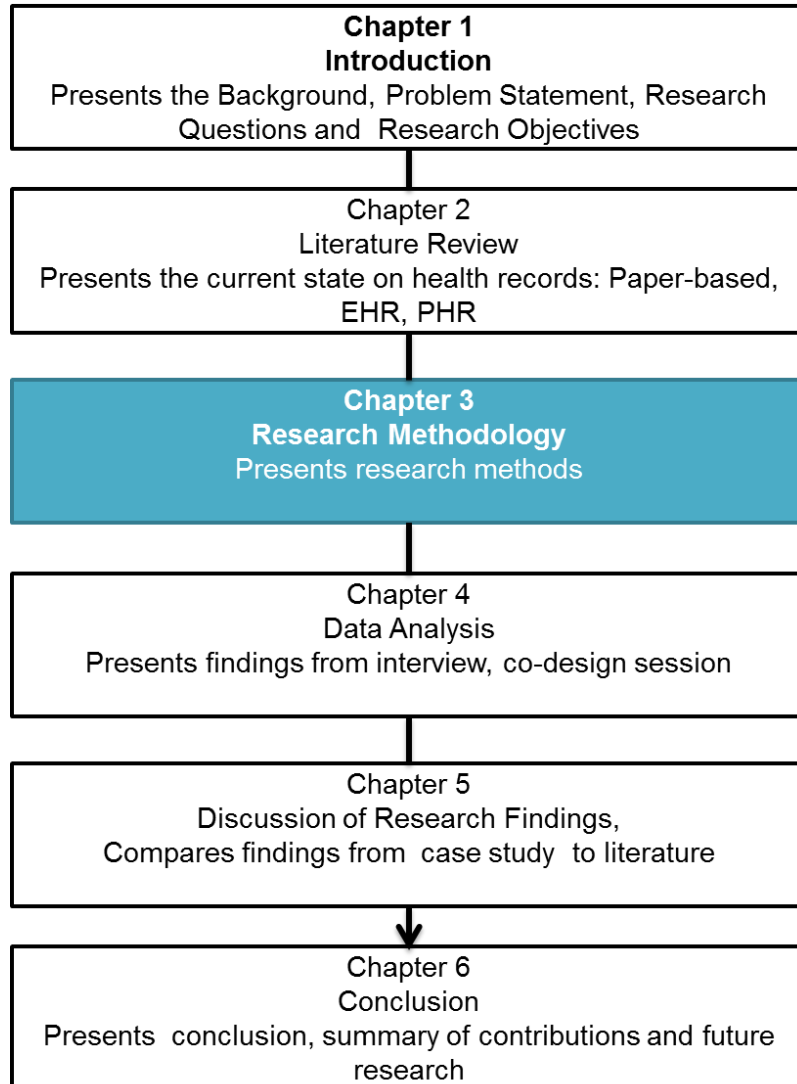 Chapter 1
Introduction
Presents the Background, Problem Statement, Research
Questions and Research Objectives
Chapter 2
Literature Review
Presents the current state on health records: Paper-based,
EHR, PHR
Chapter 3
Research Methodology
Presents research methods
Chapter 4
Data Analysis
Presents findings from interview, co-design session
Chapter 5
Discussion of Research Findings,
Compares findings from case study to literature
Chapter 6
Conclusion
Presents conclusion, summary of contributions and future
research